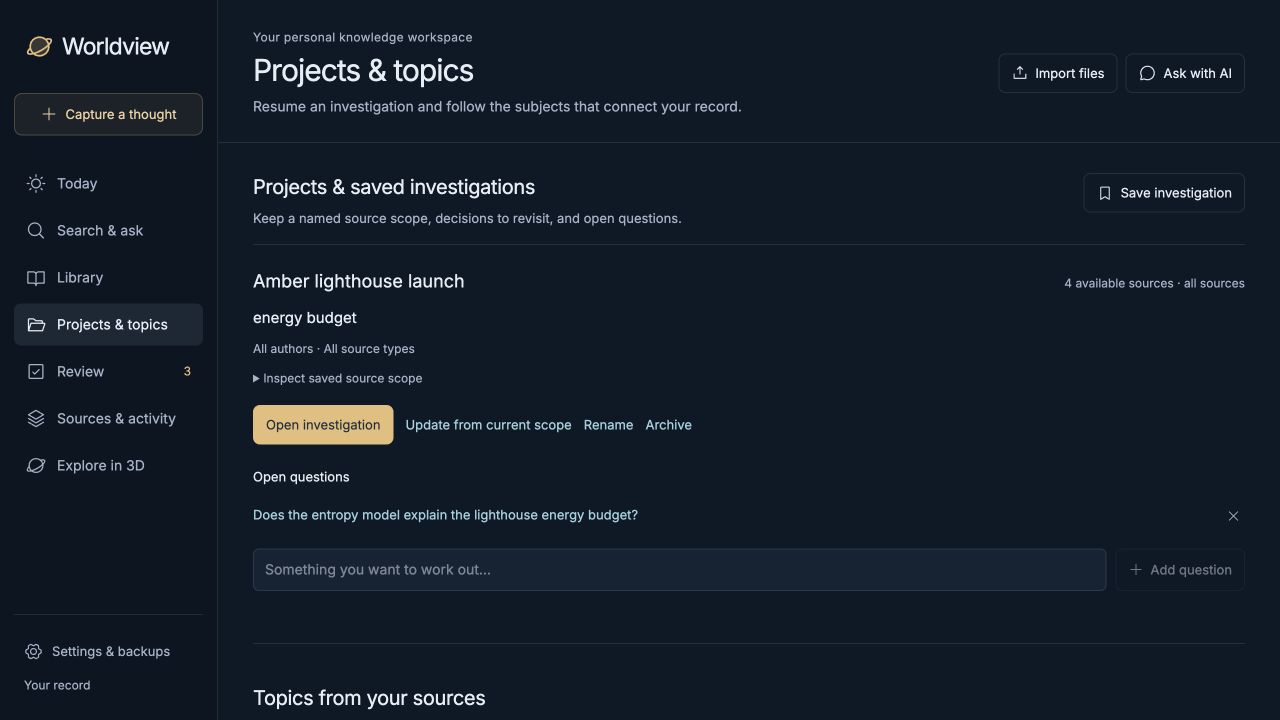 Worldview
Capture a thought
Today
Search & ask
Library
Projects & topics
Review 3
Sources & activity
Explore in 3D
Settings & backups
Your record
Your personal knowledge workspace
Projects & topics
Resume an investigation and follow the subjects that connect your record.
Import files
Ask with AI
Projects & saved investigations
Keep a named source scope, decisions to revisit, and open questions.
Save investigation
Amber lighthouse launch
4 available sources · all sources
energy budget
All authors · All source types
Inspect saved source scope
Open investigation Update from current scope Rename Archive
Open questions
Does the entropy model explain the lighthouse energy budget?
Something you want to work out...
Add question
Topics from your sources